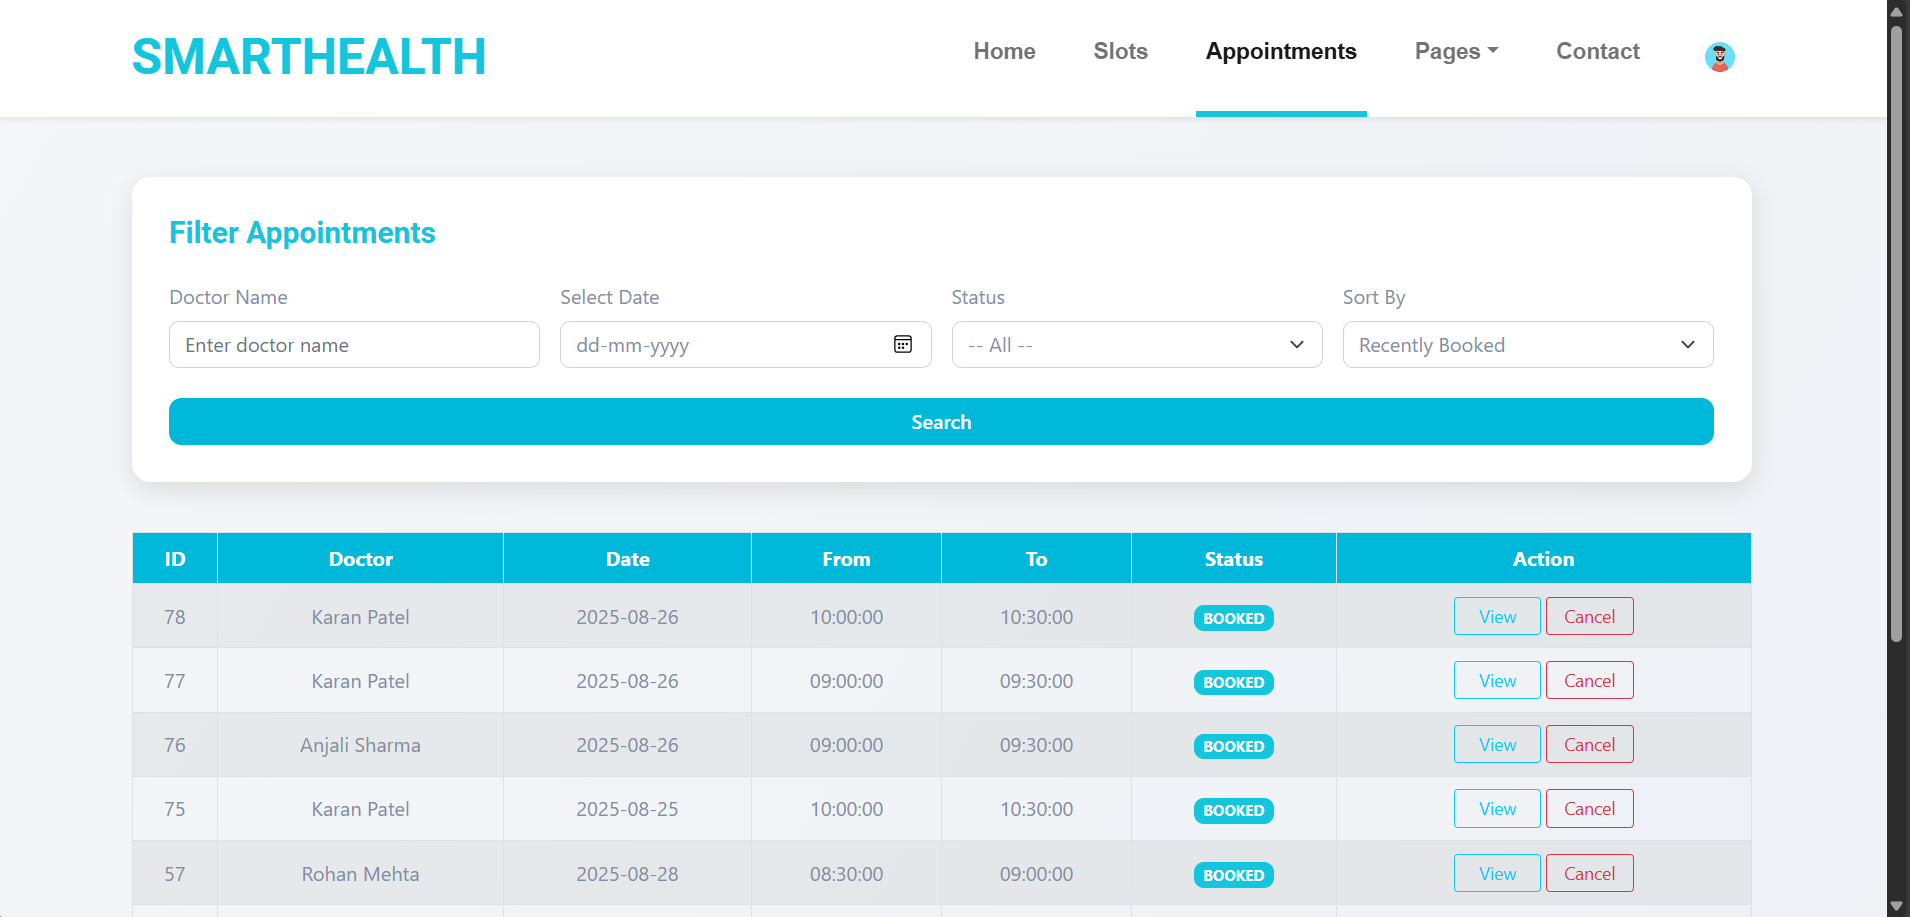 SMARTHEALTH
Home Slots Appointments Pages Contact
Filter Appointments
Doctor Name Select Date Status Sort By
Enter doctor name dd-mm-yyyy -- All -- Recently Booked
Search
ID Doctor Date From To Status Action
78 Karan Patel 2025-08-26 10:00:00 10:30:00 BOOKED View Cancel
77 Karan Patel 2025-08-26 09:00:00 09:30:00 BOOKED View Cancel
76 Anjali Sharma 2025-08-26 09:00:00 09:30:00 BOOKED View Cancel
75 Karan Patel 2025-08-25 10:00:00 10:30:00 BOOKED View Cancel
57 Rohan Mehta 2025-08-28 08:30:00 09:00:00 BOOKED View Cancel